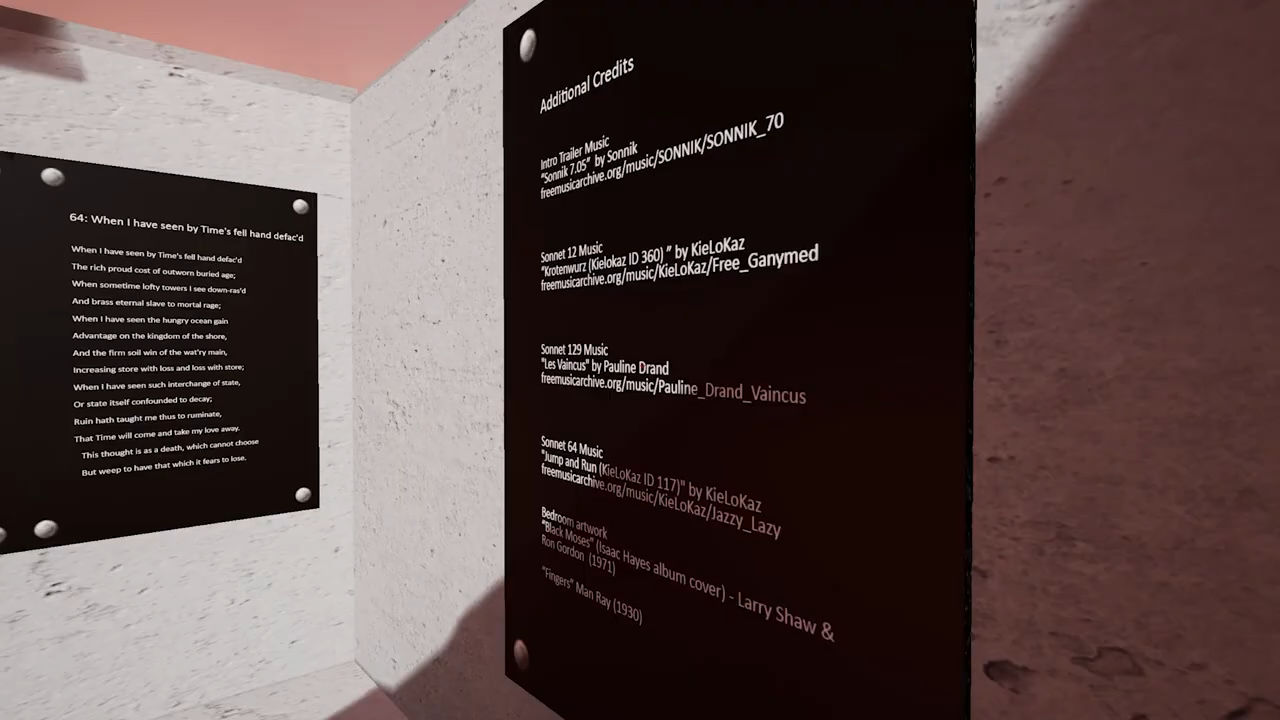 64: When I have seen by Time's fell hand defac'd
When I have seen by Time's fell hand defac'd
The rich proud cost of outworn buried age;
When sometime lofty towers I see down-ras'd
And brass eternal slave to mortal rage;
When I have seen the hungry ocean gain
Advantage on the kingdom of the shore,
And the firm soil win of the wat'ry main,
Increasing store with loss and loss with store;
When I have seen such interchange of state,
Or state itself confounded to decay;
Ruin hath taught me thus to ruminate,
That Time will come and take my love away.
This thought is as a death, which cannot choose
But weep to have that which it fears to lose.
Additional Credits
Intro Trailer Music
"Sonnik 7.05" by Sonnik
freemusicarchive.org/music/SONNIK/SONNIK_70
Sonnet 12 Music
"Krotenwurz (Kielokaz ID 360) " by KieLoKaz
freemusicarchive.org/music/KieLoKaz/Free_Ganymed
Sonnet 129 Music
"Les Vaincus" by Pauline Drand
freemusicarchive.org/music/Pauline_Drand_Vaincus
Sonnet 64 Music
"Jump and Run (KieLoKaz ID 117)" by KieLoKaz
freemusicarchive.org/music/KieLoKaz/Jazzy_Lazy
Bedroom artwork
"Black Moses" (Isaac Hayes album cover) - Larry Shaw &
Ron Gordon (1971)
"Fingers" Man Ray (1930)